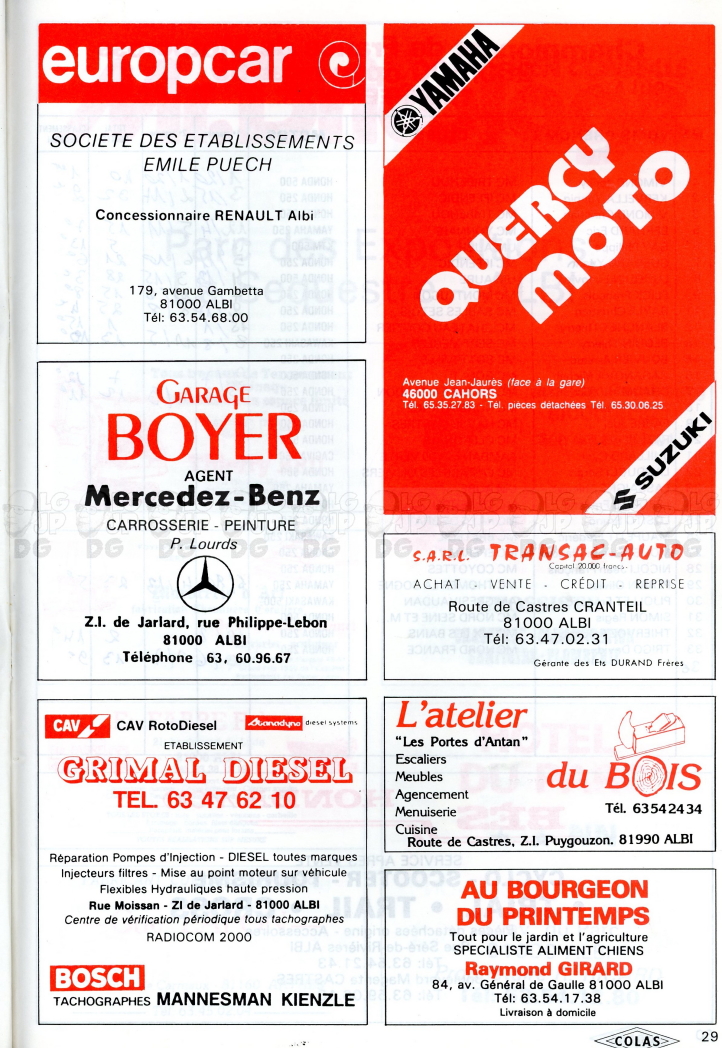 europcar
SOCIETE DES ETABLISSEMENTS
EMILE PUECH
Concessionnaire RENAULT Albi
179, avenue Gambetta
81000 ALBI
Tél: 63.54.68.00
GARAGE
BOYER
AGENT
Mercedez-Benz
CARROSSERIE - PEINTURE
P. Lourds
Z.I. de Jarlard, rue Philippe-Lebon
81000 ALBI
Téléphone 63, 60.96.67
CAV
CAV RotoDiesel
Stanadyne diesel systems
ETABLISSEMENT
GRIMAL DIESEL
TEL. 63 47 62 10
Réparation Pompes d'Injection - DIESEL toutes marques
Injecteurs filtres - Mise au point moteur sur véhicule
Flexibles Hydrauliques haute pression
Rue Moissan - ZI de Jarlard - 81000 ALBI
Centre de vérification périodique tous tachographes
RADIOCOM 2000
BOSCH
TACHOGRAPHES MANNESMAN KIENZLE
YAMAHA
QUERCY
MOTO
Avenue Jean-Jaurès (face à la gare)
46000 CAHORS
Tél. 65.35.27.83 - Tél. pièces détachées Tél. 65.30.06.25
SUZUKI
S.A.R.L. TRANSAC-AUTO
Capital 20.000 francs
ACHAT - VENTE - CRÉDIT - REPRISE
Route de Castres CRANTEIL
81000 ALBI
Tél: 63.47.02.31
Gérante des Ets DURAND Frères
L'atelier
"Les Portes d'Antan"
Escaliers
Meubles
Agencement
Menuiserie
Cuisine
du BOIS
Tél. 63542434
Route de Castres, Z.I. Puygouzon. 81990 ALBI
AU BOURGEON
DU PRINTEMPS
Tout pour le jardin et l'agriculture
SPECIALISTE ALIMENT CHIENS
Raymond GIRARD
84, av. Général de Gaulle 81000 ALBI
Tél: 63.54.17.38
Livraison à domicile
COLAS
29